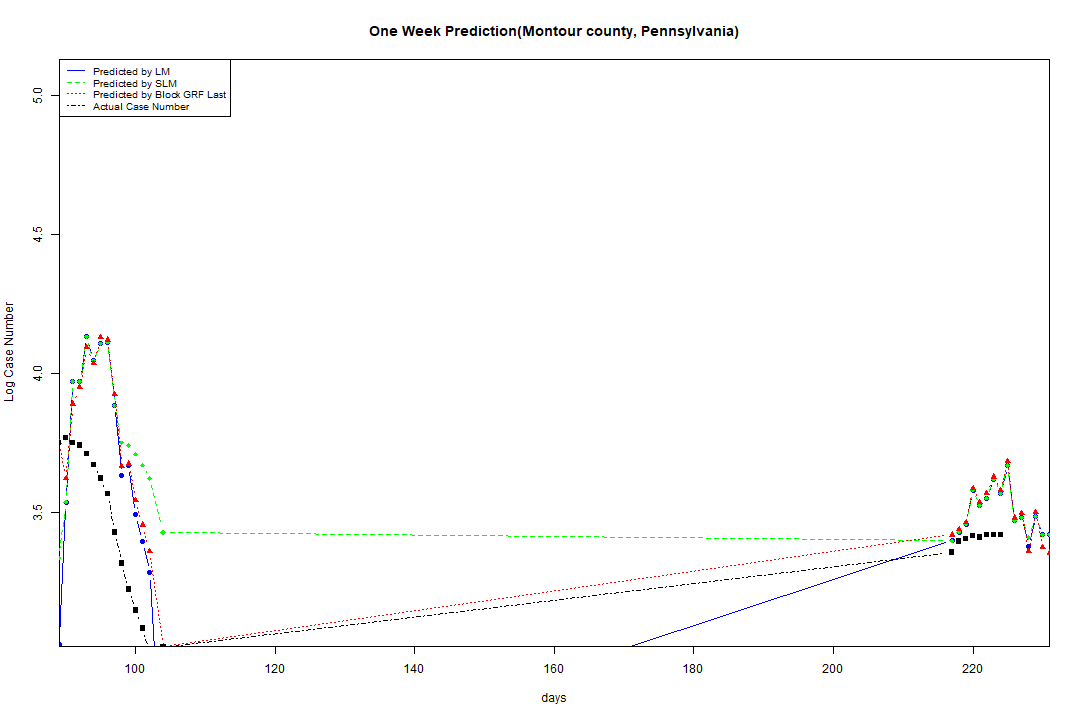 One Week Prediction(Montour county, Pennsylvania)
Predicted by LM
Predicted by SLM
Predicted by Block GRF Last
Actual Case Number
5.0
4.5
4.0
3.5
Log Case Number
100 120 140 160 180 200 220
days